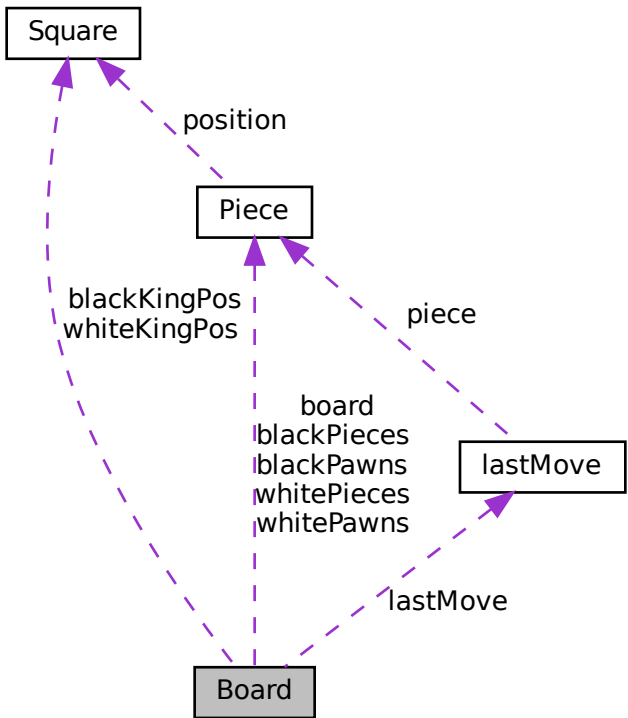 Square
position
Piece
blackKingPos
whiteKingPos
piece
board
blackPieces
blackPawns
whitePieces
whitePawns
lastMove
lastMove
Board